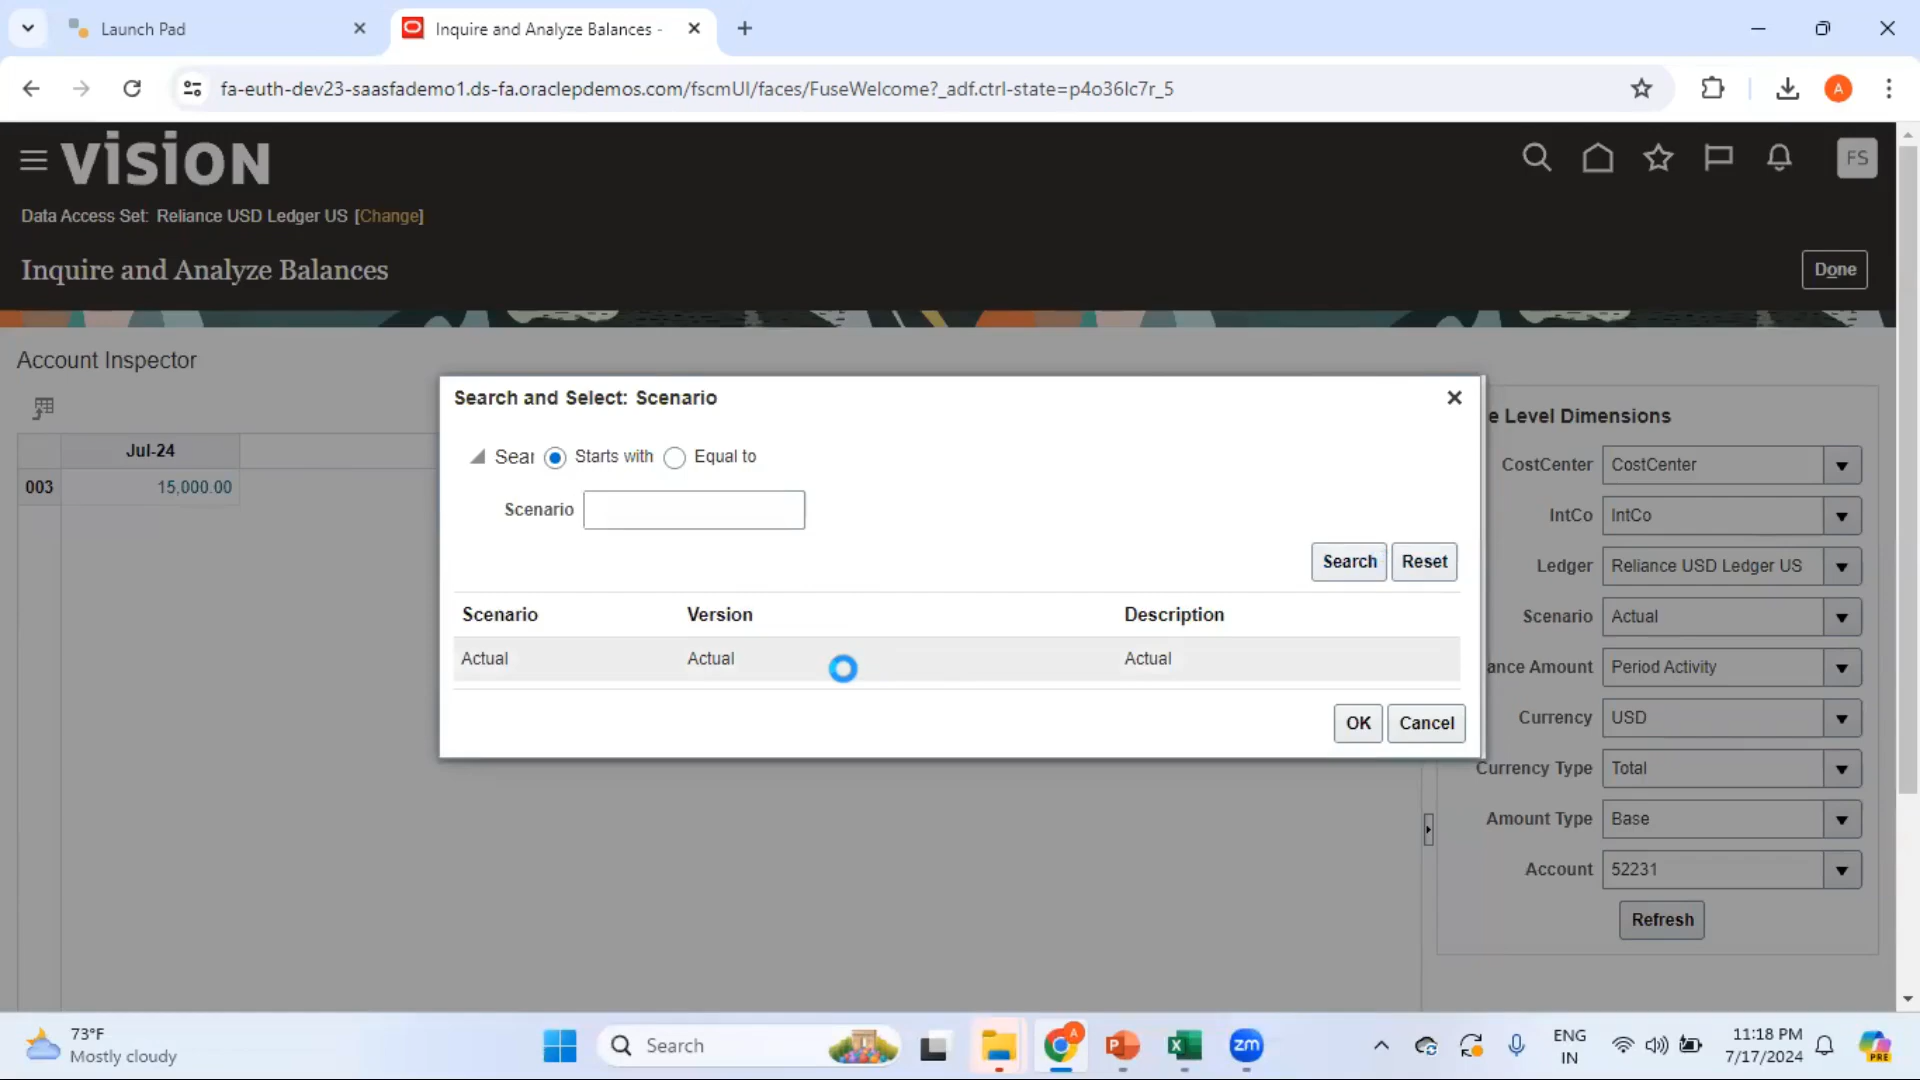 Launch Pad
Inquire and Analyze Balances -
fa-euth-dev23-saasfademo1.ds-fa.oraclepdemos.com/fscmUI/faces/FuseWelcome?_adf.ctrl-state=p4o36lc7r_5
A
VISION
FS
Data Access Set: Reliance USD Ledger US [Change]
Inquire and Analyze Balances
Done
Account Inspector
Jul-24
003 15,000.00
Search and Select: Scenario
Sear Starts with Equal to
Scenario
Search Reset
Scenario Version Description
Actual Actual Actual
OK Cancel
e Level Dimensions
CostCenter CostCenter
IntCo IntCo
Ledger Reliance USD Ledger US
Scenario Actual
ance Amount Period Activity
Currency USD
Currency Type Total
Amount Type Base
Account 52231
Refresh
73°F
Mostly cloudy
Search
A
zm
ENG
IN
11:18 PM
7/17/2024
PRE